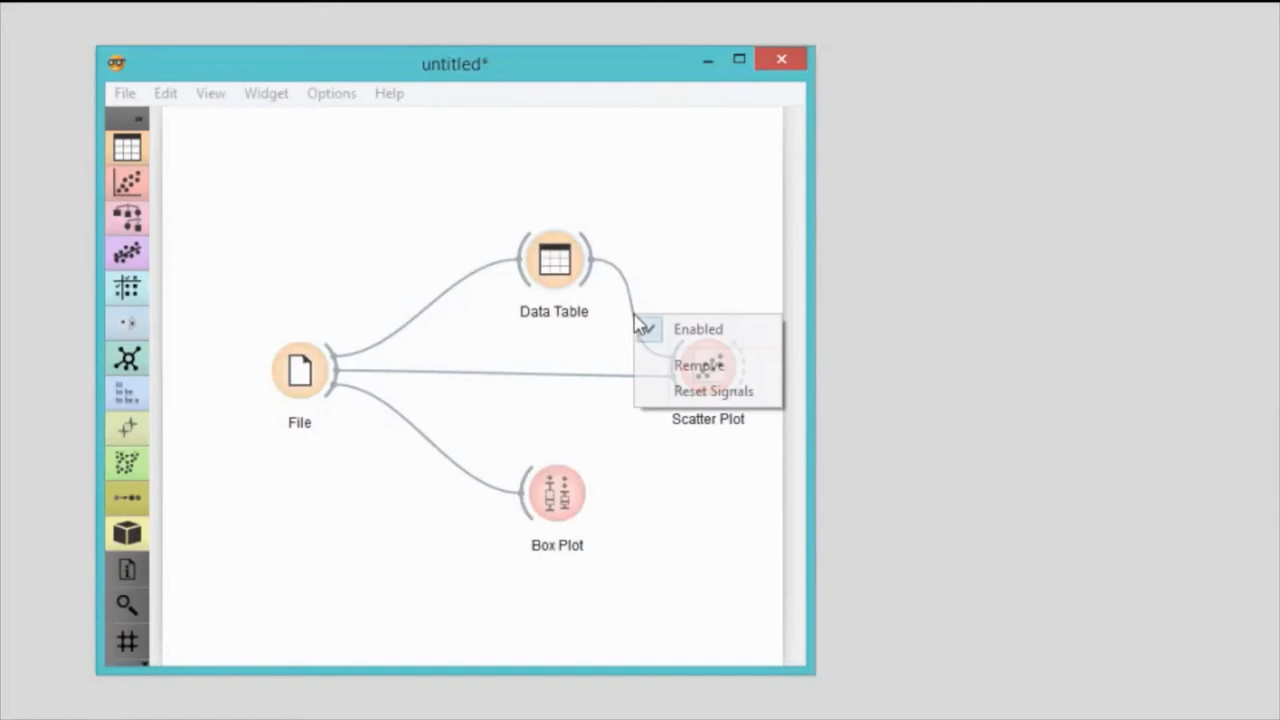 untitled*
File Edit View Widget Options Help
Data Table
Enabled
Remove
Reset Signals
Scatter Plot
File
Box Plot